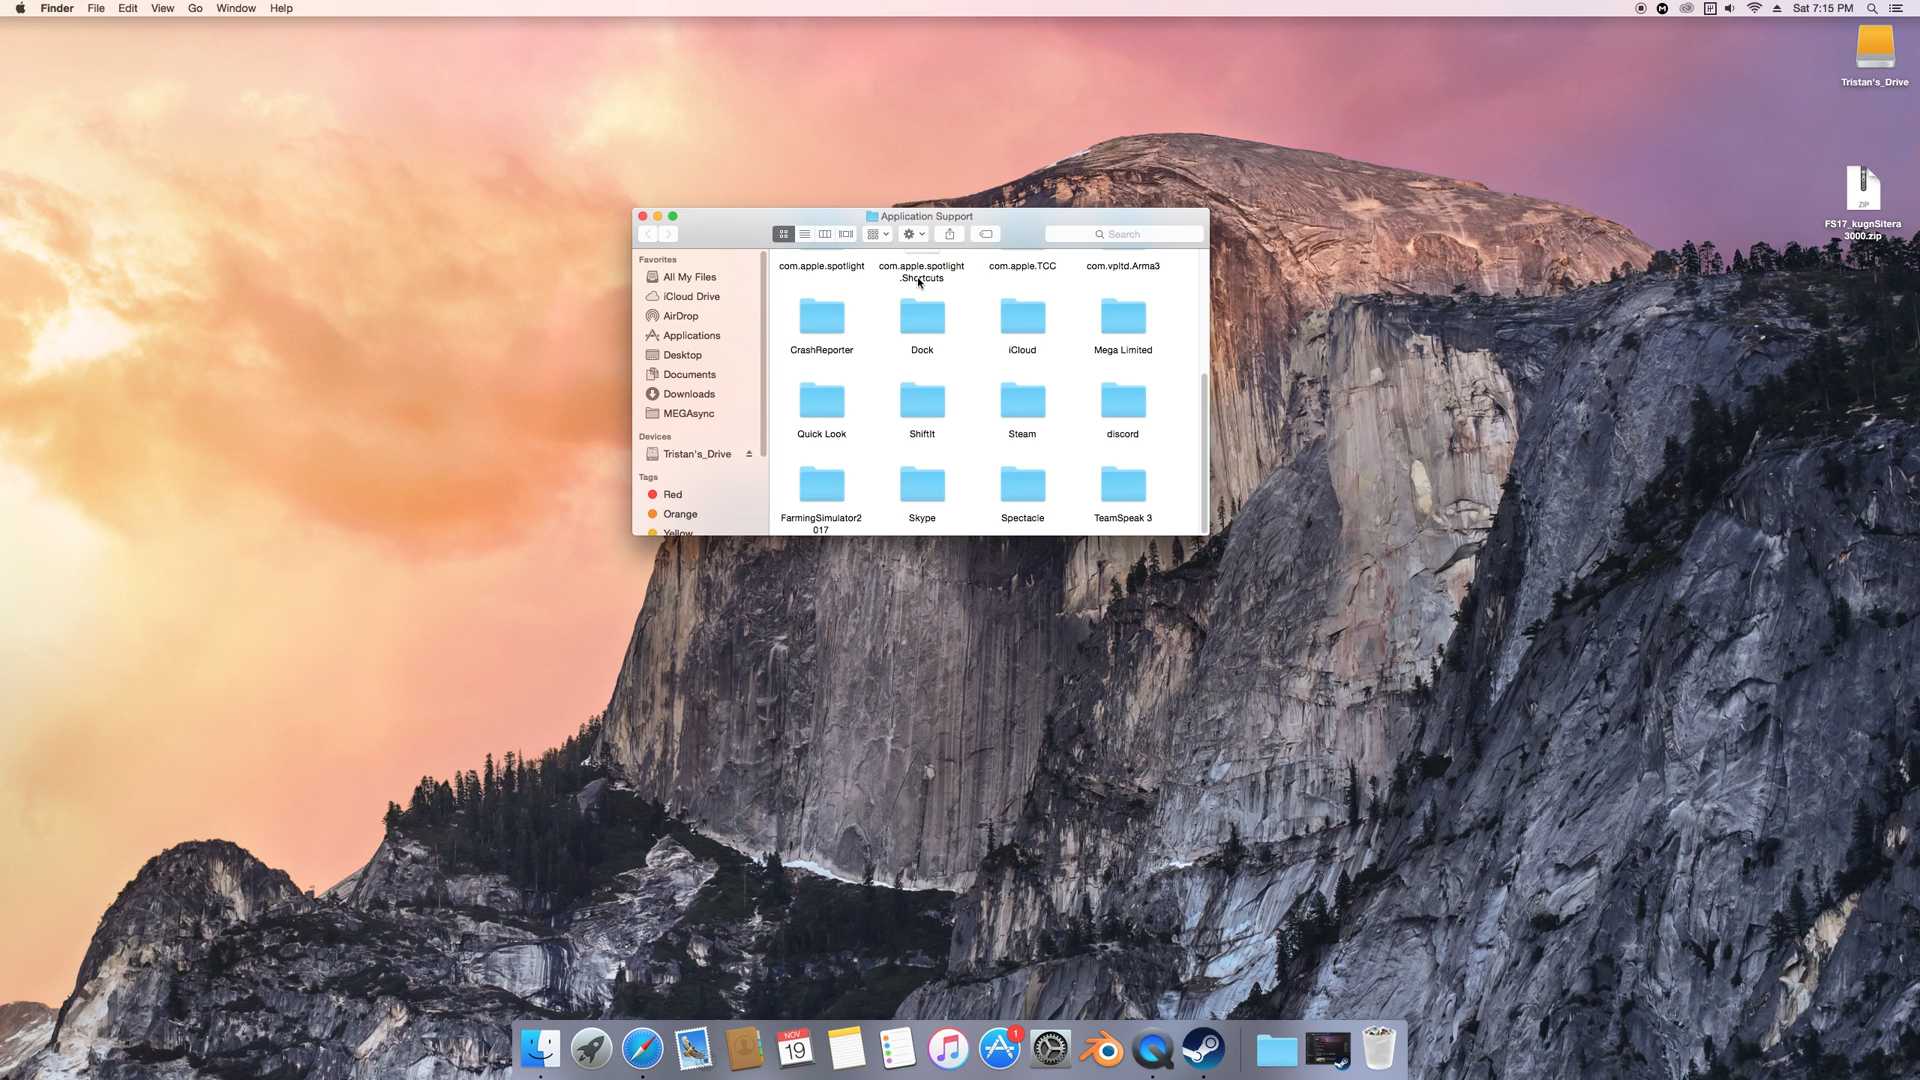 Finder File Edit View Go Window Help
Sat 7:15 PM
Tristan's_Drive
ZIP
FS17_kugnSitera
3000.zip
Application Support
Search
Favorites
All My Files
iCloud Drive
AirDrop
Applications
Desktop
Documents
Downloads
MEGAsync
Devices
Tristan's_Drive
Tags
Red
Orange
Yellow
com.apple.spotlight
com.apple.spotlight
.Shortcuts
com.apple.TCC
com.vpltd.Arma3
CrashReporter
Dock
iCloud
Mega Limited
Quick Look
ShiftIt
Steam
discord
FarmingSimulator2
017
Skype
Spectacle
TeamSpeak 3
NOV
19
1